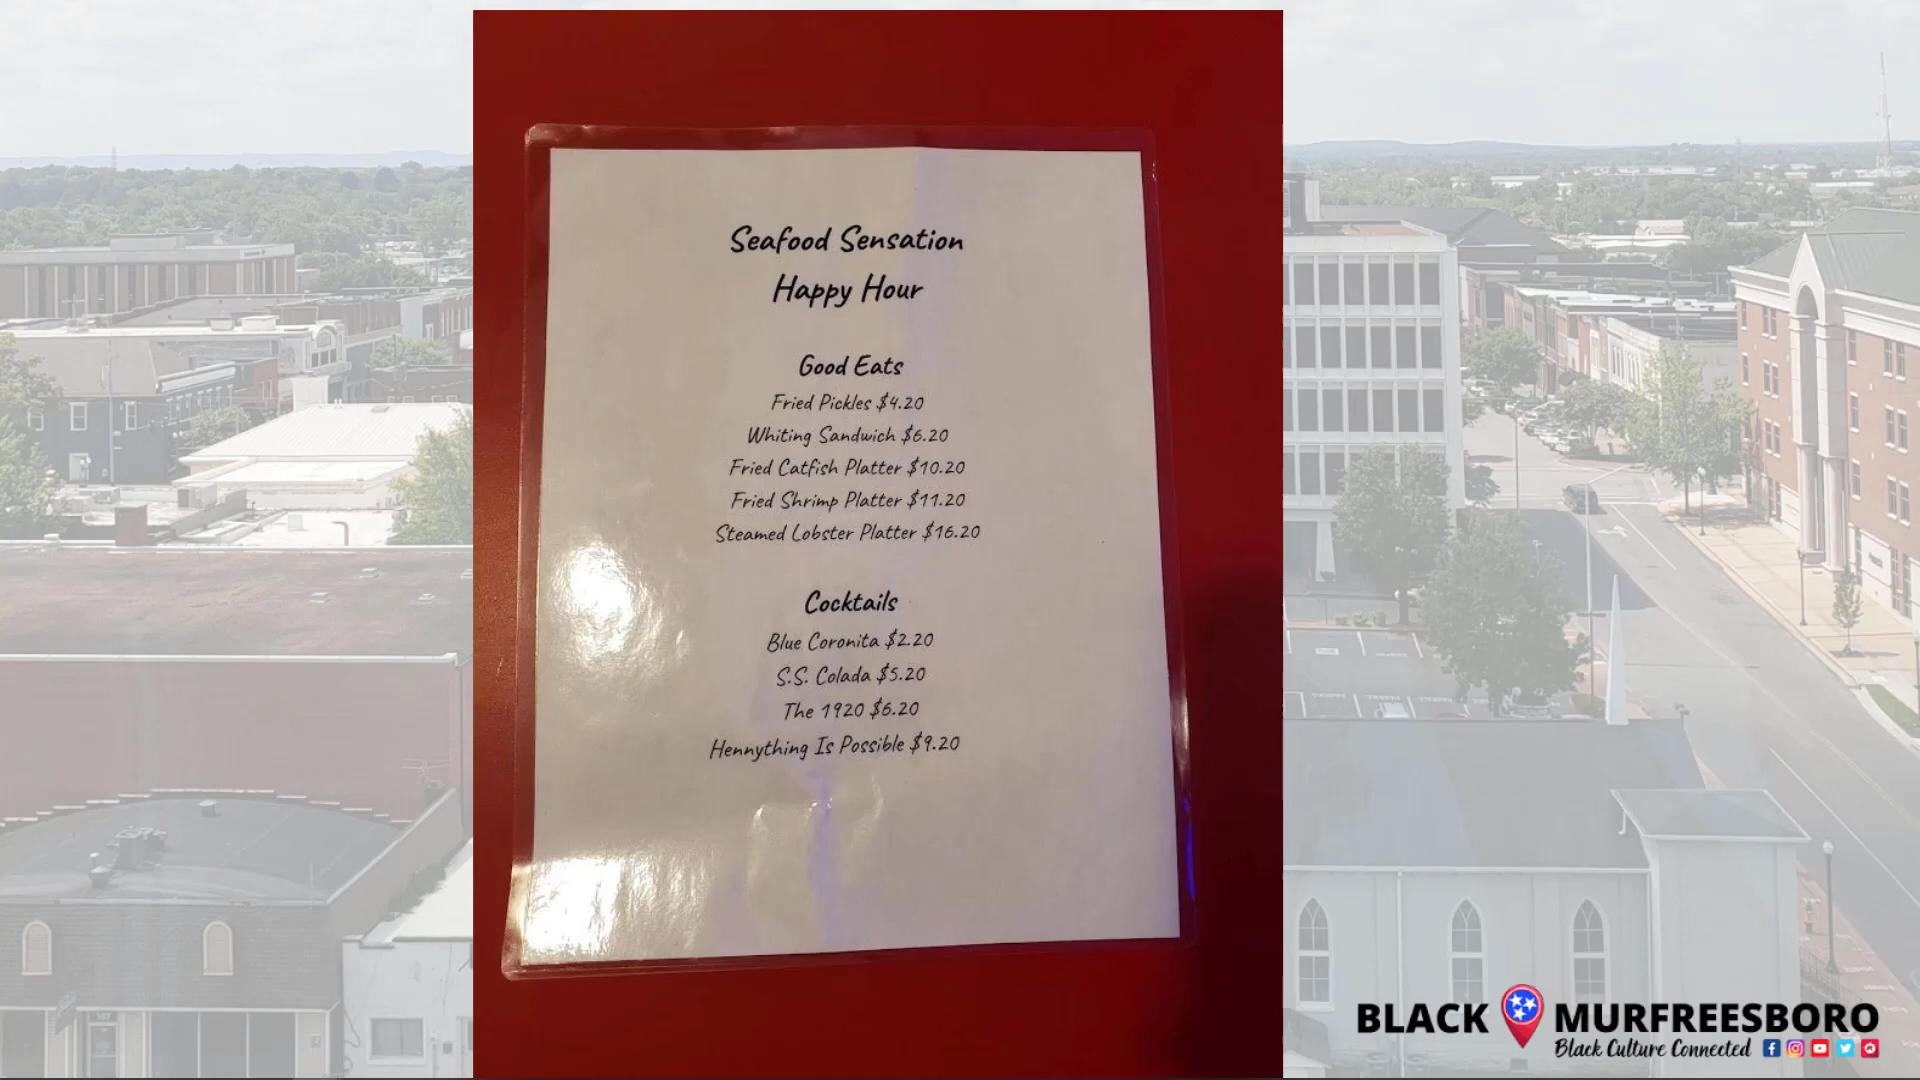 Seafood Sensation
Happy Hour
Good Eats
Fried Pickles $4.20
Whiting Sandwich $6.20
Fried Catfish Platter $10.20
Fried Shrimp Platter $11.20
Steamed Lobster Platter $16.20
Cocktails
Blue Coronita $2.20
S.S. Colada $5.20
The 1920 $6.20
Hennything Is Possible $9.20
107
BLACK MURFREESBORO
Black Culture Connected